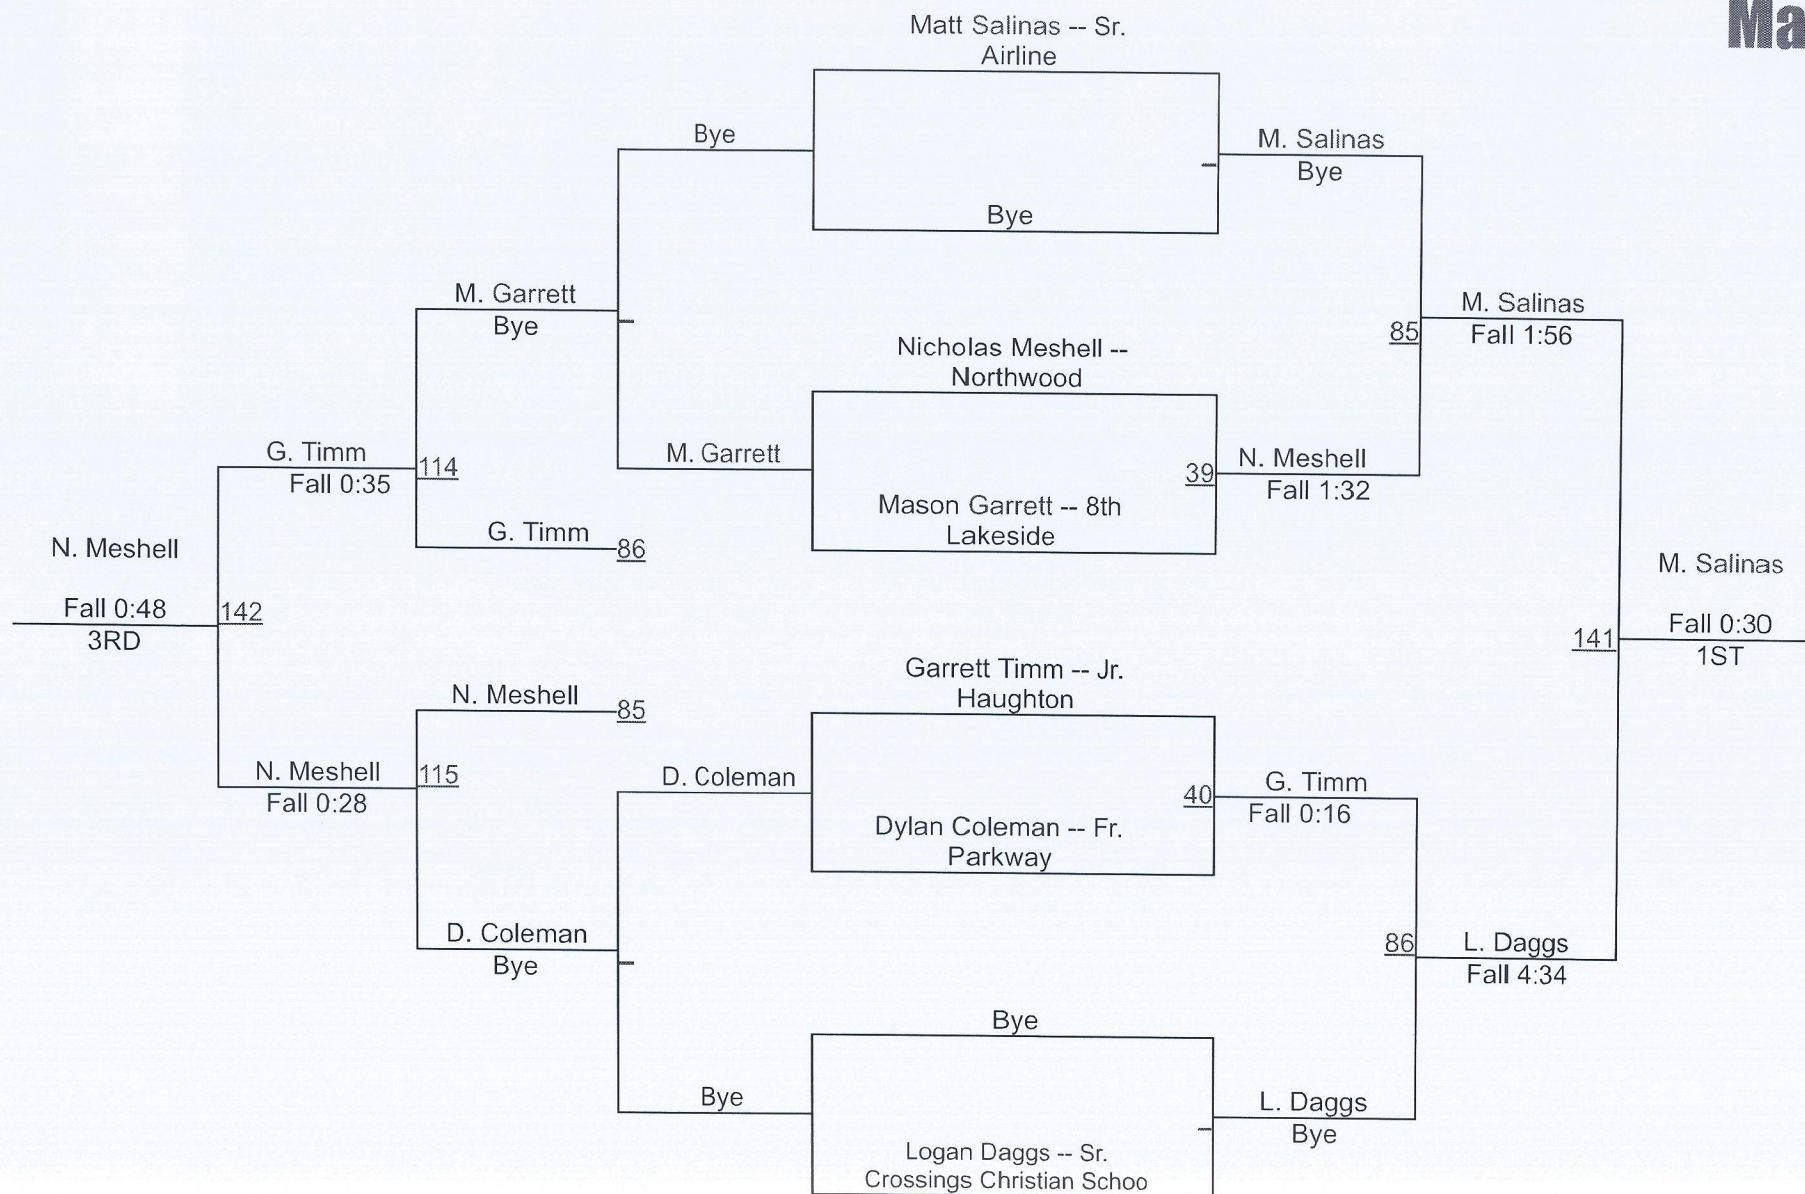 Ma
Matt Salinas -- Sr.
Airline
Bye
M. Salinas
Bye
Bye
M. Garrett
Bye
M. Salinas
85
Fall 1:56
Nicholas Meshell --
Northwood
G. Timm
114
Fall 0:35
M. Garrett
39
N. Meshell
Fall 1:32
Mason Garrett -- 8th
Lakeside
G. Timm
86
N. Meshell
Fall 0:48
142
3RD
M. Salinas
141
Fall 0:30
1ST
Garrett Timm -- Jr.
Haughton
N. Meshell
85
N. Meshell
115
Fall 0:28
D. Coleman
40
G. Timm
Fall 0:16
Dylan Coleman -- Fr.
Parkway
D. Coleman
Bye
86
L. Daggs
Fall 4:34
Bye
Bye
L. Daggs
Bye
Logan Daggs -- Sr.
Crossings Christian Schoo